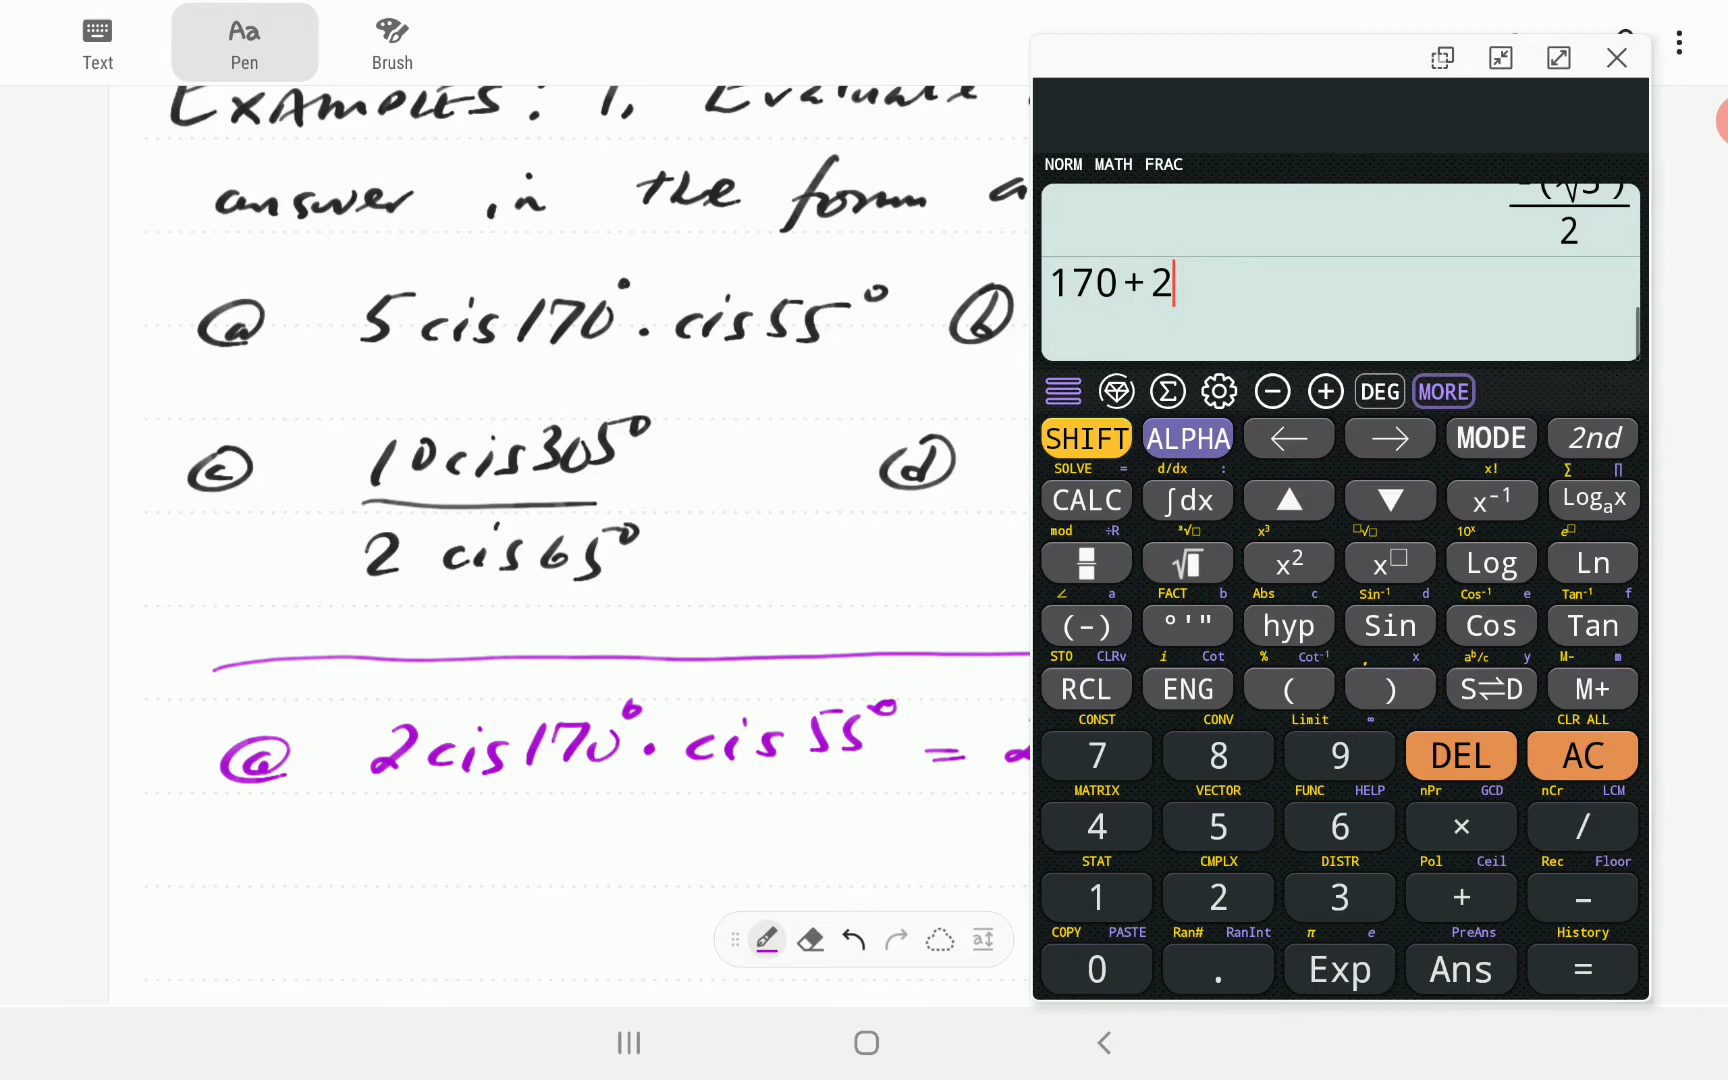 Text
Aa
Pen
Brush
EXAMPLES: 1, Evaluate
answer in the form a
ⓐ 5cis170°·cis55° ⓑ
ⓒ 10cis305° ⓓ
2 cis65°
ⓐ 2cis170°·cis55° =
NORM MATH FRAC
2
170+2
DEG MORE
SHIFT ALPHA ← → MODE 2nd
SOLVE = d/dx : x! ∑ ∏
CALC ∫dx ▲ ▼ x⁻¹ Logₐx
mod ÷R ³√□ x³ □√□ 10ˣ e□
√ x² x□ Log Ln
∠ a FACT b Abs c Sin⁻¹ d Cos⁻¹ e Tan⁻¹ f
(-) °'" hyp Sin Cos Tan
STO CLRv i Cot % Cot⁻¹ , x aᵇ/c y M- m
RCL ENG ( ) S⇌D M+
CONST CONV Limit ∞ CLR ALL
7 8 9 DEL AC
MATRIX VECTOR FUNC HELP nPr GCD nCr LCM
4 5 6 × /
STAT CMPLX DISTR Pol Ceil Rec Floor
1 2 3 + −
COPY PASTE Ran# RanInt π e PreAns History
0 . Exp Ans =